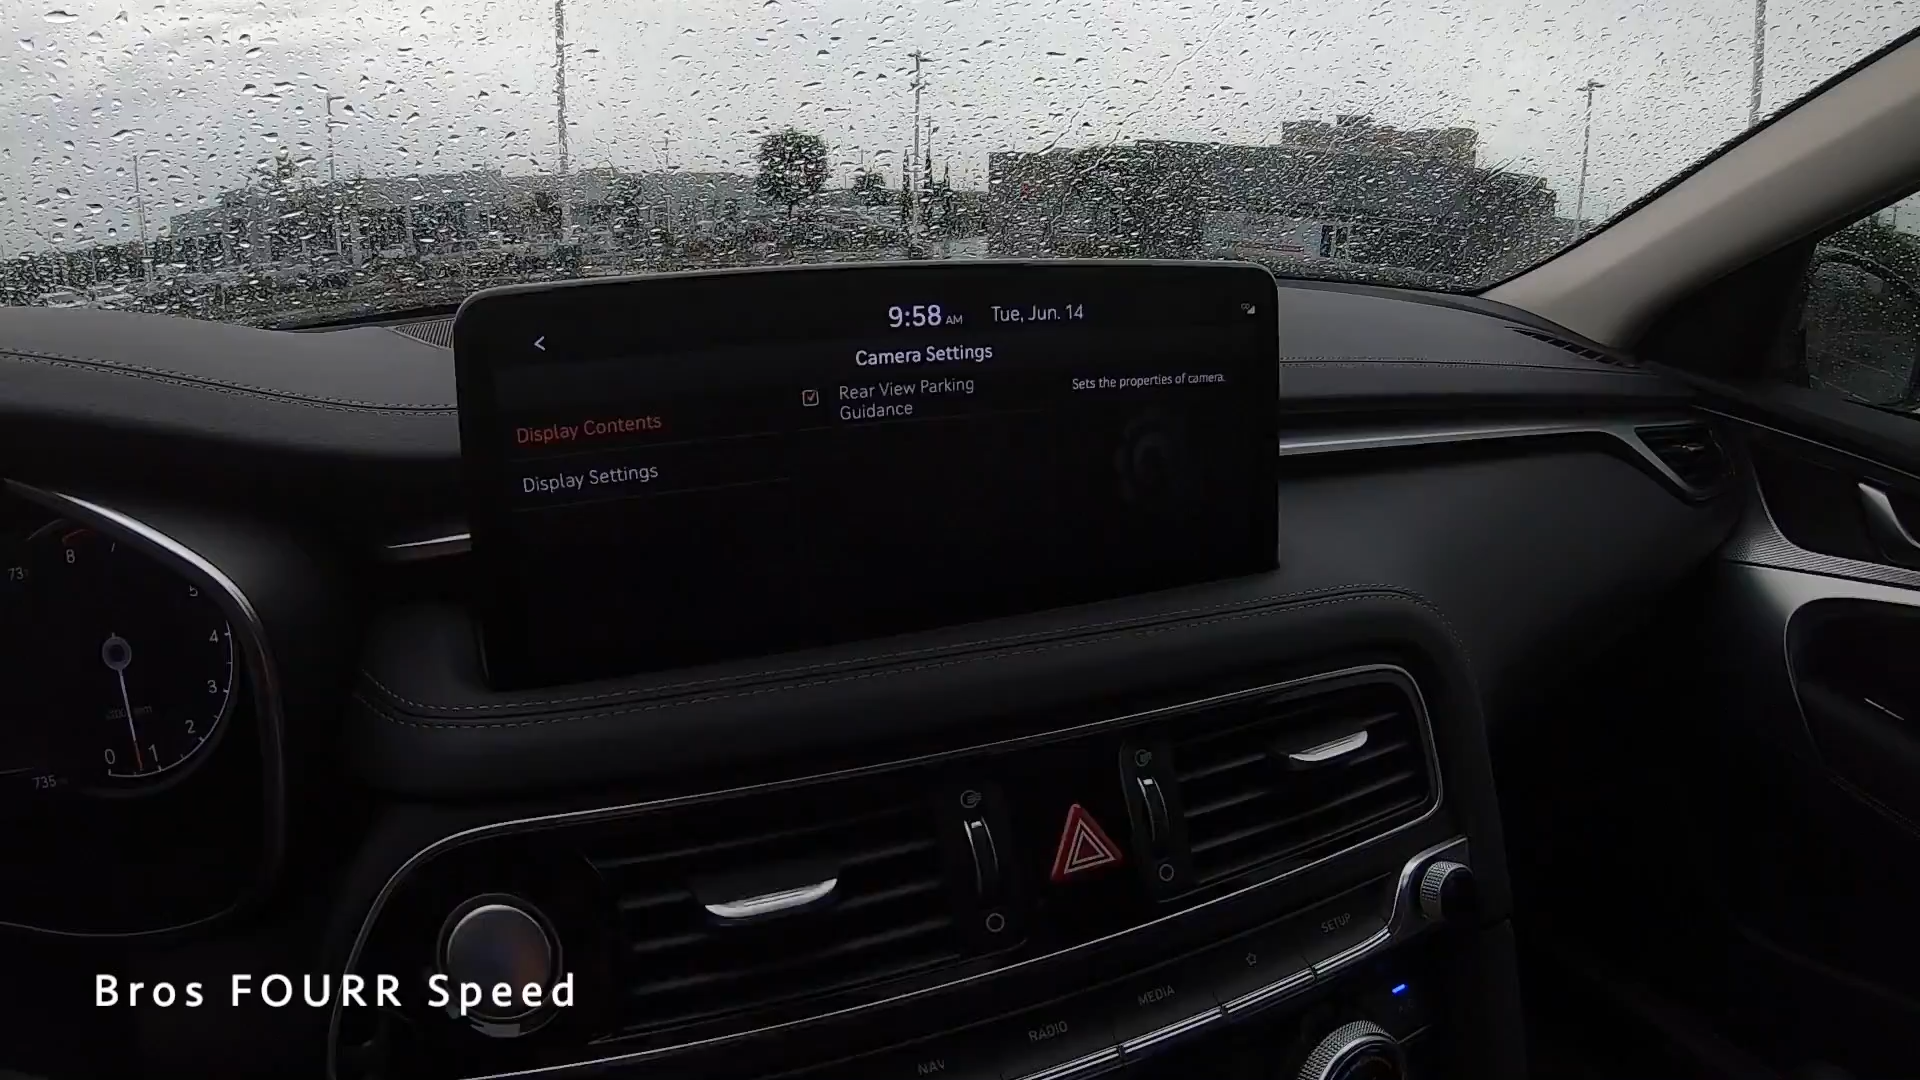 9:58 AM Tue, Jun. 14
<
Camera Settings
Rear View Parking
Guidance
Sets the properties of camera.
Display Contents
Display Settings
8
7
5
4
3
2
1
0
735
SETUP
MEDIA
RADIO
NAV
Bros FOURR Speed